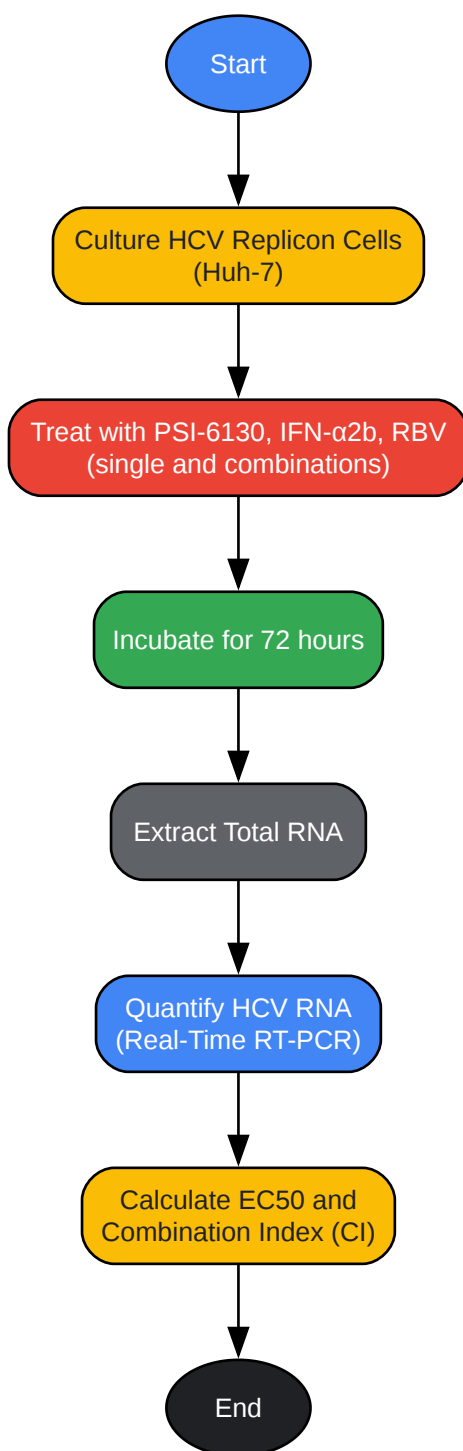 Start
Culture HCV Replicon Cells
(Huh-7)
Treat with PSI-6130, IFN-α2b, RBV
(single and combinations)
Incubate for 72 hours
Extract Total RNA
Quantify HCV RNA
(Real-Time RT-PCR)
Calculate EC50 and
Combination Index (CI)
End